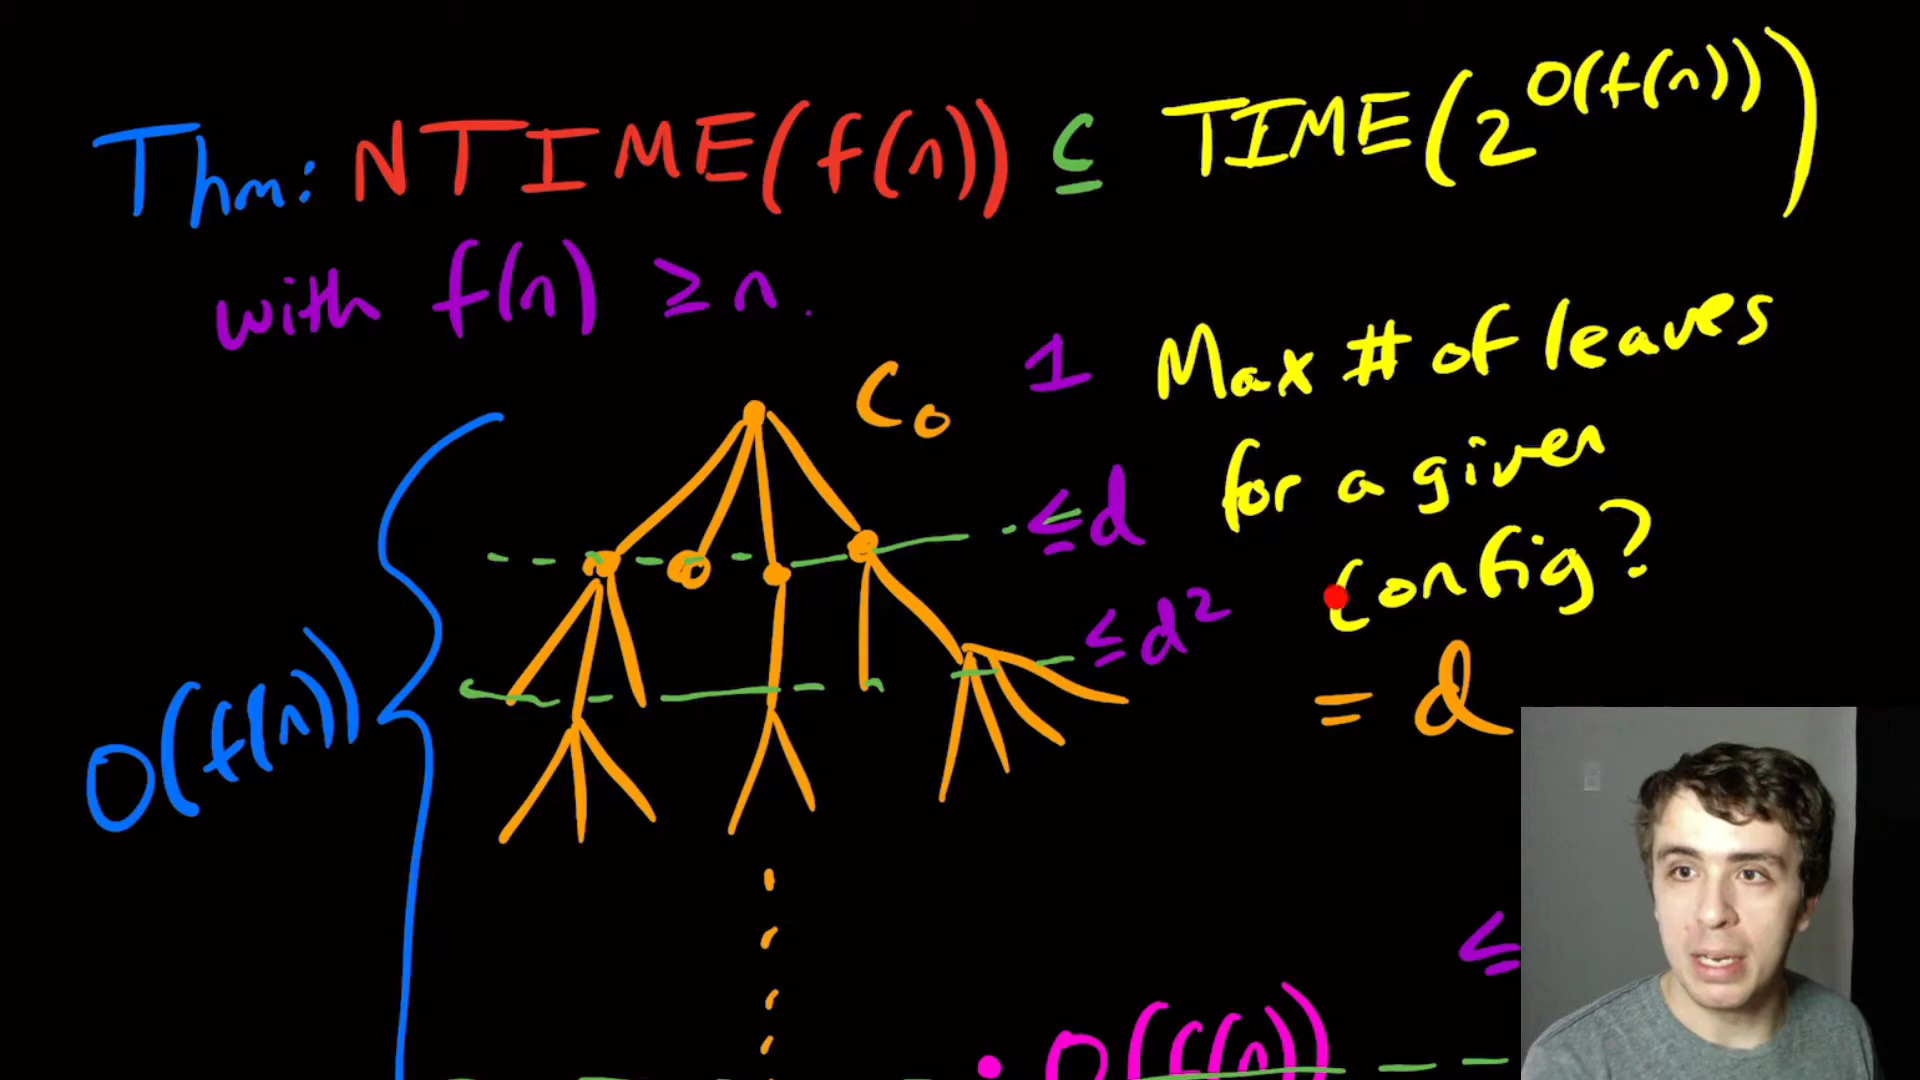 Thm: NTIME(f(n)) ⊆ TIME(2^O(f(n)))
with f(n) ≥ n.
C₀
1
Max # of leaves
for a given
config?
= d
≤d
≤d²
O(f(n))
≤
• O(f(n))